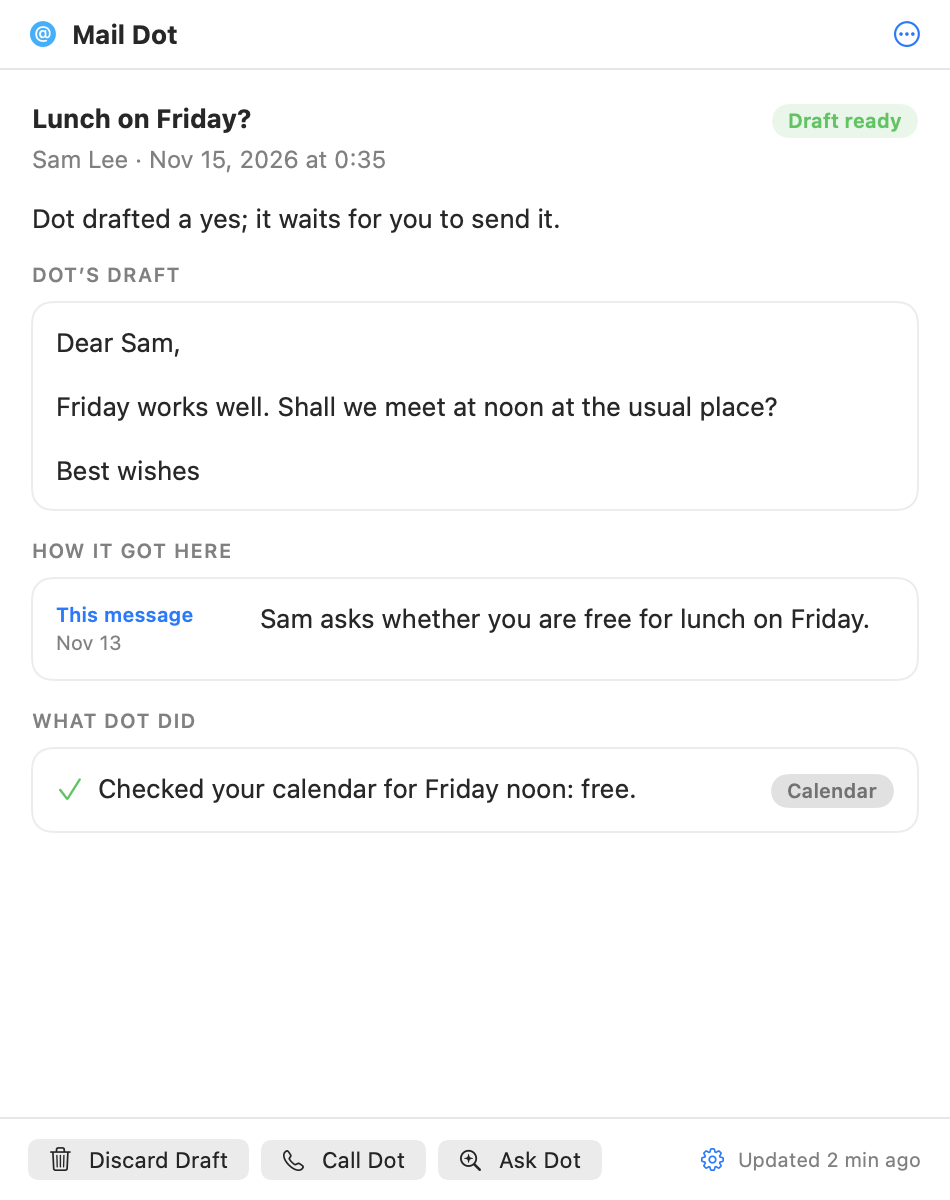 @ Mail Dot
Lunch on Friday?
Draft ready
Sam Lee · Nov 15, 2026 at 0:35
Dot drafted a yes; it waits for you to send it.
DOT’S DRAFT
Dear Sam,
Friday works well. Shall we meet at noon at the usual place?
Best wishes
HOW IT GOT HERE
This message
Nov 13
Sam asks whether you are free for lunch on Friday.
WHAT DOT DID
Checked your calendar for Friday noon: free.
Calendar
Discard Draft
Call Dot
Ask Dot
Updated 2 min ago